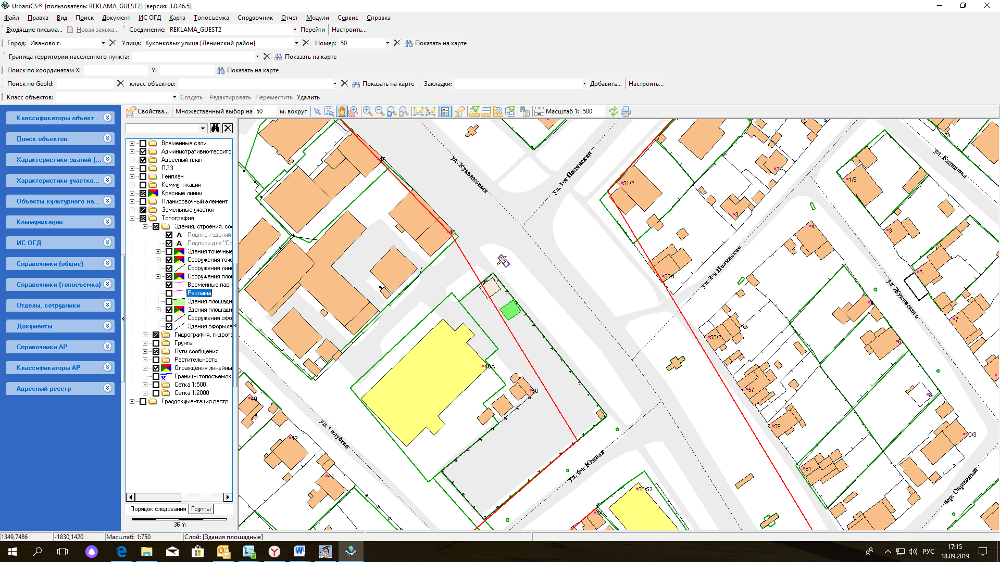 UrbaniCS® [пользователь: REKLAMA_GUEST2] [версия: 3.0.46.5]
Файл Правка Вид Поиск Документ ИС ОГД Карта Топосъемка Справочник Отчет Модули Сервис Справка
Входящие письма... Новая заявка... Соединение: REKLAMA_GUEST2 Перейти Настроить...
Город: Иваново г. Улица: Куконковых улица [Ленинский район] Номер: 50 Показать на карте
Граница территории населенного пункта: Показать на карте
Поиск по координатам X: Y: Показать на карте
Поиск по GeoId: класс объектов: Показать на карте Закладки: Добавить... Настроить...
Класс объектов: Создать Редактировать Переместить Удалить
Свойства... Множественный выбор на 50 м. вокруг 1:100 Масштаб 1: 500
Классификаторы объект...
Поиск объектов
Характеристики зданий (...
Характеристики участко...
Объекты культурного на...
Коммуникации
ИС ОГД
Справочники (общие)
Справочники (топосъемка)
Отделы, сотрудники
Документы
Справочники АР
Классификаторы АР
Адресный реестр
Временные слои
Административно-территор
Адресный план
ПЗЗ
Генплан
Коммуникации
Красные линии
Планировочный элемент
Земельные участки
Топография
Здания, строения, соо
А Подписи зданий
А Подписи для "Со
Здания точечные
Сооружения точе
Сооружения лине
Сооружения площ
Временные пави
Реклама
Здания площадн
Здания площадн
Сооружения офо
Здания оформле
Гидрография, гидроте
Грунты
Пути сообщения
Растительность
Ограждения линейны
Границы топосъёмок
Сетка 1:500
Сетка 1:2000
Граддокументация растр
Порядок следования Группы
36 m
46
48
48А
50
51/2
53/1
55/2
57
59
61
3А
3
4
1/6
3
5
7
4
6
8
10/3
40
42
44
54
56/52
ул. Куконковых
ул. 1-я Полянская
ул. 2-я Полянская
ул. Балашова
ул. Жуковского
ул. Голубева
ул. 6-я Южная
пер. Овражный
1349,7486 -1830,1420 Масштаб: 1:750 Слой: [Здания площадные]
РУС 17:15
18.09.2019